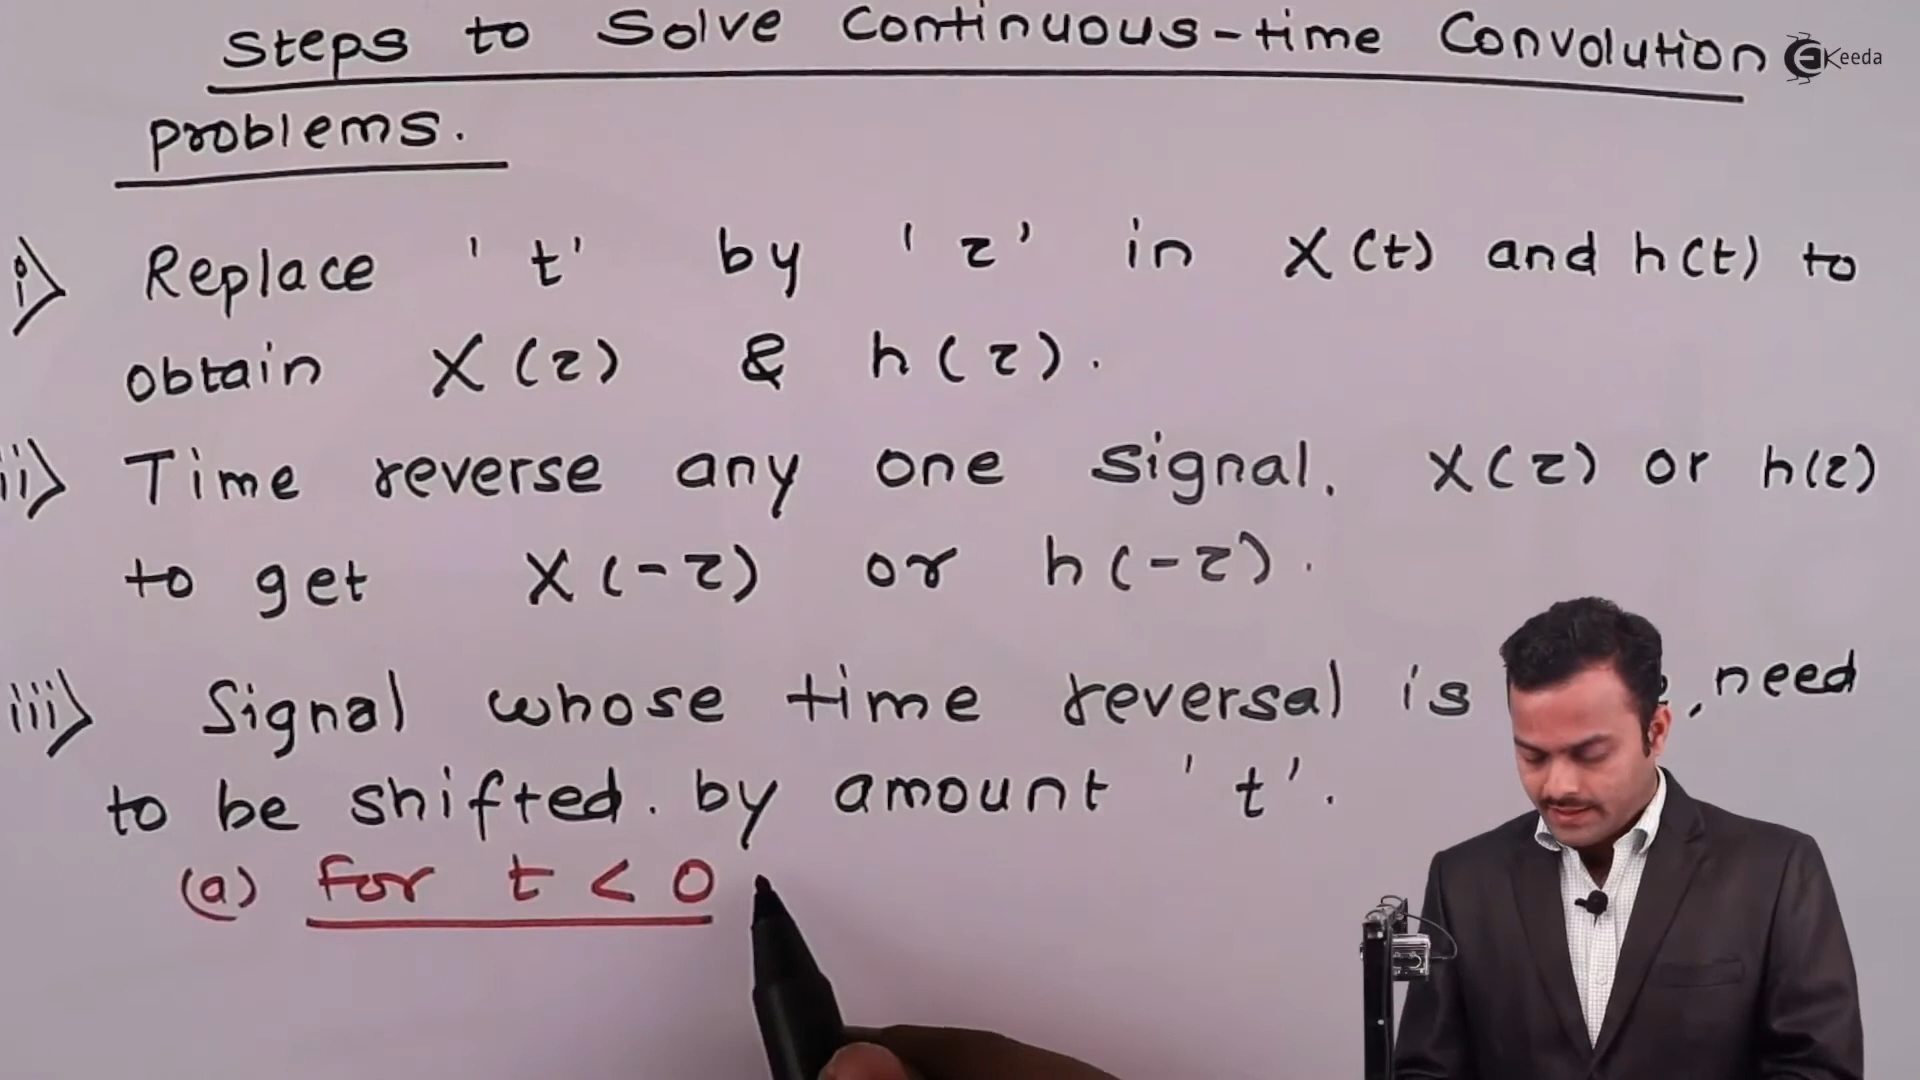 Steps to Solve Continuous-time Convolution
Keeda
problems.
i) Replace 't' by 'τ' in X(t) and h(t) to
obtain X(τ) & h(τ).
ii) Time reverse any one signal. X(τ) or h(τ)
to get X(-τ) or h(-τ).
iii) Signal whose time reversal is , need
to be shifted. by amount 't'.
(a) for t < 0